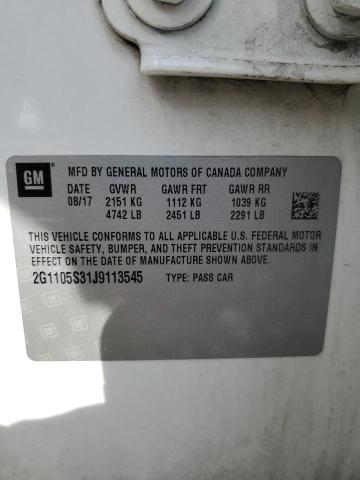 GM
MFD BY GENERAL MOTORS OF CANADA COMPANY
DATE GVWR GAWR FRT GAWR RR
08/17 2151 KG 1112 KG 1039 KG
4742 LB 2451 LB 2291 LB
THIS VEHICLE CONFORMS TO ALL APPLICABLE U.S. FEDERAL MOTOR
VEHICLE SAFETY, BUMPER, AND THEFT PREVENTION STANDARDS IN
EFFECT ON THE DATE OF MANUFACTURE SHOWN ABOVE.
2G1105S31J9113545 TYPE: PASS CAR